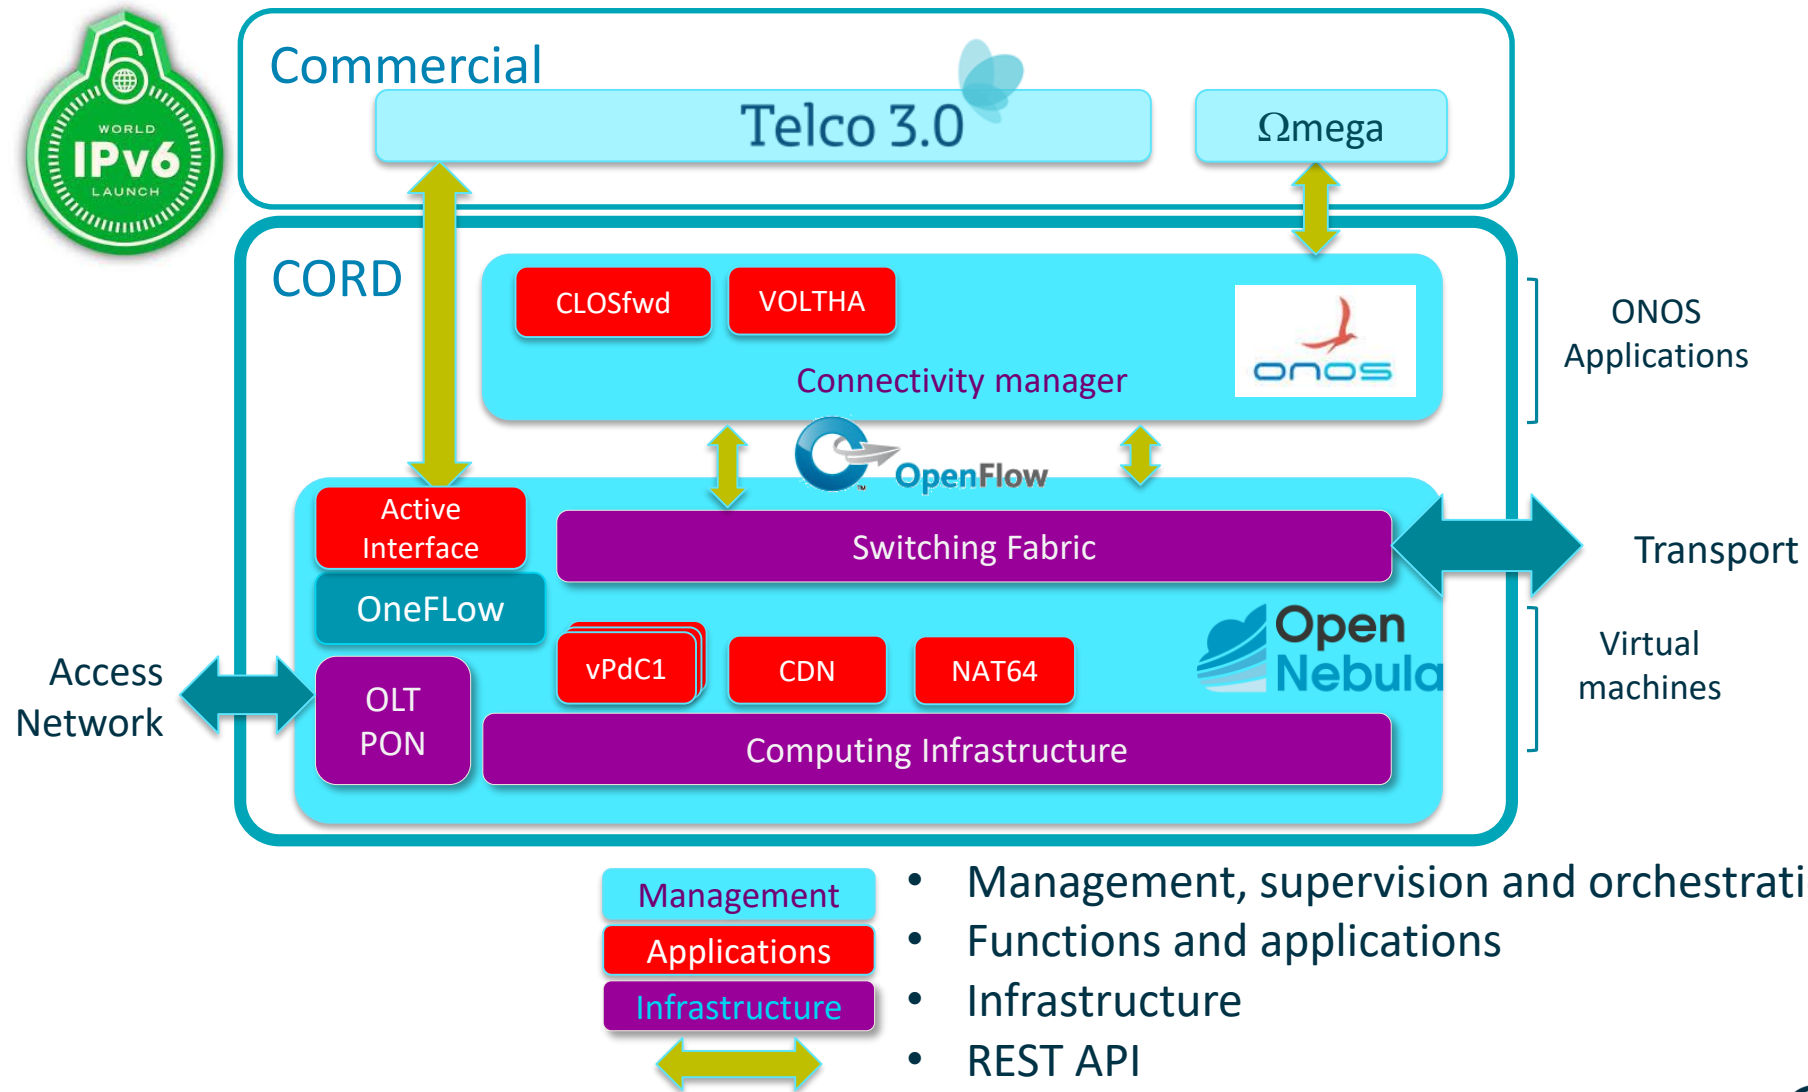 WORLD
IPv6
LAUNCH
Commercial
Telco 3.0
Ωmega
CORD
CLOSfwd
VOLTHA
Connectivity manager
onos
ONOS
Applications
OpenFlow
TM
Active
Interface
Switching Fabric
Transport
OneFLow
Open
Nebula
vPdC1
CDN
NAT64
Virtual
machines
Access
Network
OLT
PON
Computing Infrastructure
Management
• Management, supervision and orchestrati
Applications
• Functions and applications
Infrastructure
• Infrastructure
• REST API